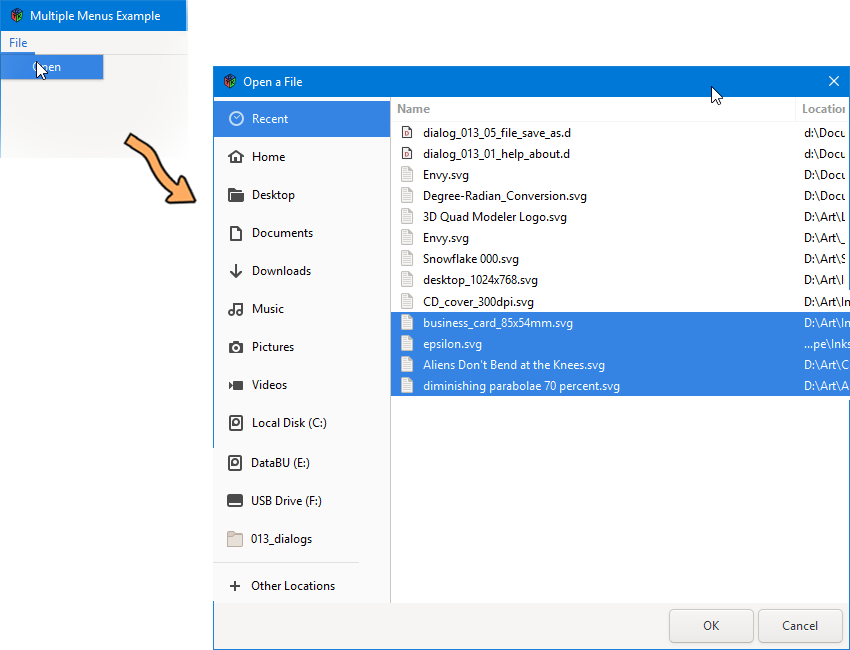 Multiple Menus Example
File
Open
Open a File
Recent
Home
Desktop
Documents
Downloads
Music
Pictures
Videos
Local Disk (C:)
DataBU (E:)
USB Drive (F:)
013_dialogs
Other Locations
Name Location
dialog_013_05_file_save_as.d d:\Docu
dialog_013_01_help_about.d d:\Docu
Envy.svg D:\Docu
Degree-Radian_Conversion.svg D:\Docu
3D Quad Modeler Logo.svg D:\Art\L
Envy.svg D:\Art\_
Snowflake 000.svg D:\Art\S
desktop_1024x768.svg D:\Art\I
CD_cover_300dpi.svg D:\Art\In
business_card_85x54mm.svg D:\Art\In
epsilon.svg ...pe\Inks
Aliens Don't Bend at the Knees.svg D:\Art\C
diminishing parabolae 70 percent.svg D:\Art\A
OK Cancel